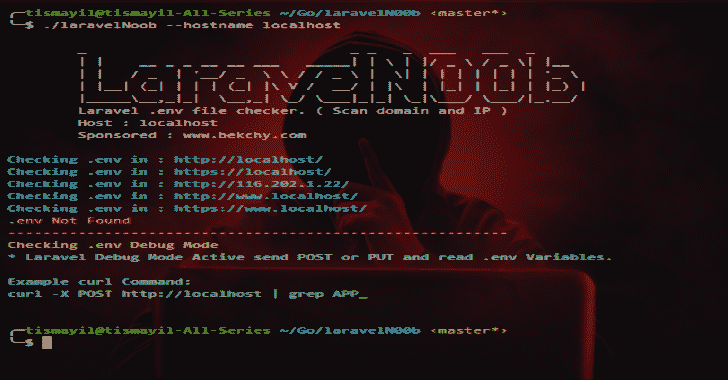 tismayil@tismayil-All-Series ~/Go/laravelN00b ‹master*›
$ ./laravelNoob --hostname localhost
LaravelN00b
Laravel .env file checker. ( Scan domain and IP )
Host : localhost
Sponsored : www.bekchy.com
Checking .env in : http://localhost/
Checking .env in : https://localhost/
Checking .env in : http://116.202.1.22/
Checking .env in : http://www.localhost/
Checking .env in : https://www.localhost/
.env Not Found
------------------------------------------------------------
Checking .env Debug Mode
* Laravel Debug Mode Active send POST or PUT and read .env Variables.
Example curl Command:
curl -X POST http://localhost | grep APP_
tismayil@tismayil-All-Series ~/Go/laravelN00b ‹master*›
$